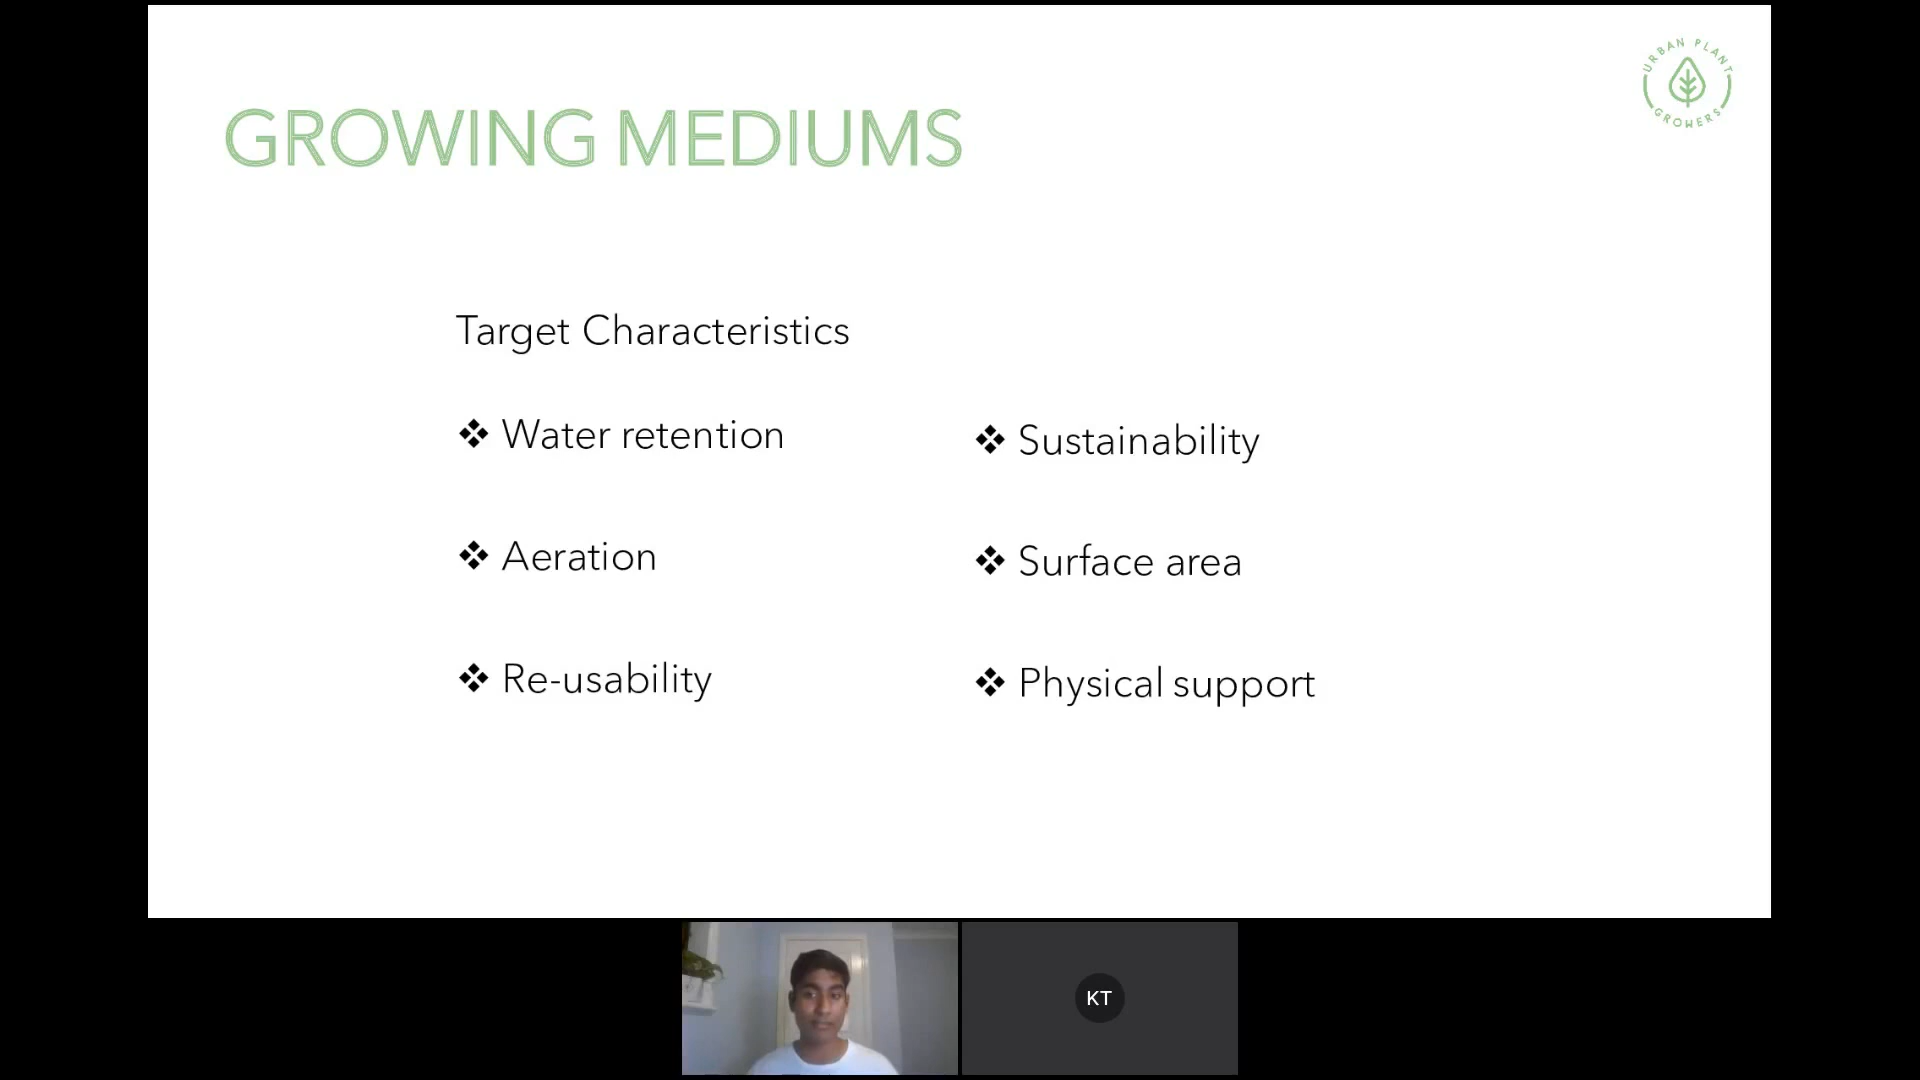 URBAN PLANT
GROWERS
GROWING MEDIUMS
Target Characteristics
❖ Water retention
❖ Aeration
❖ Re-usability
❖ Sustainability
❖ Surface area
❖ Physical support
KT